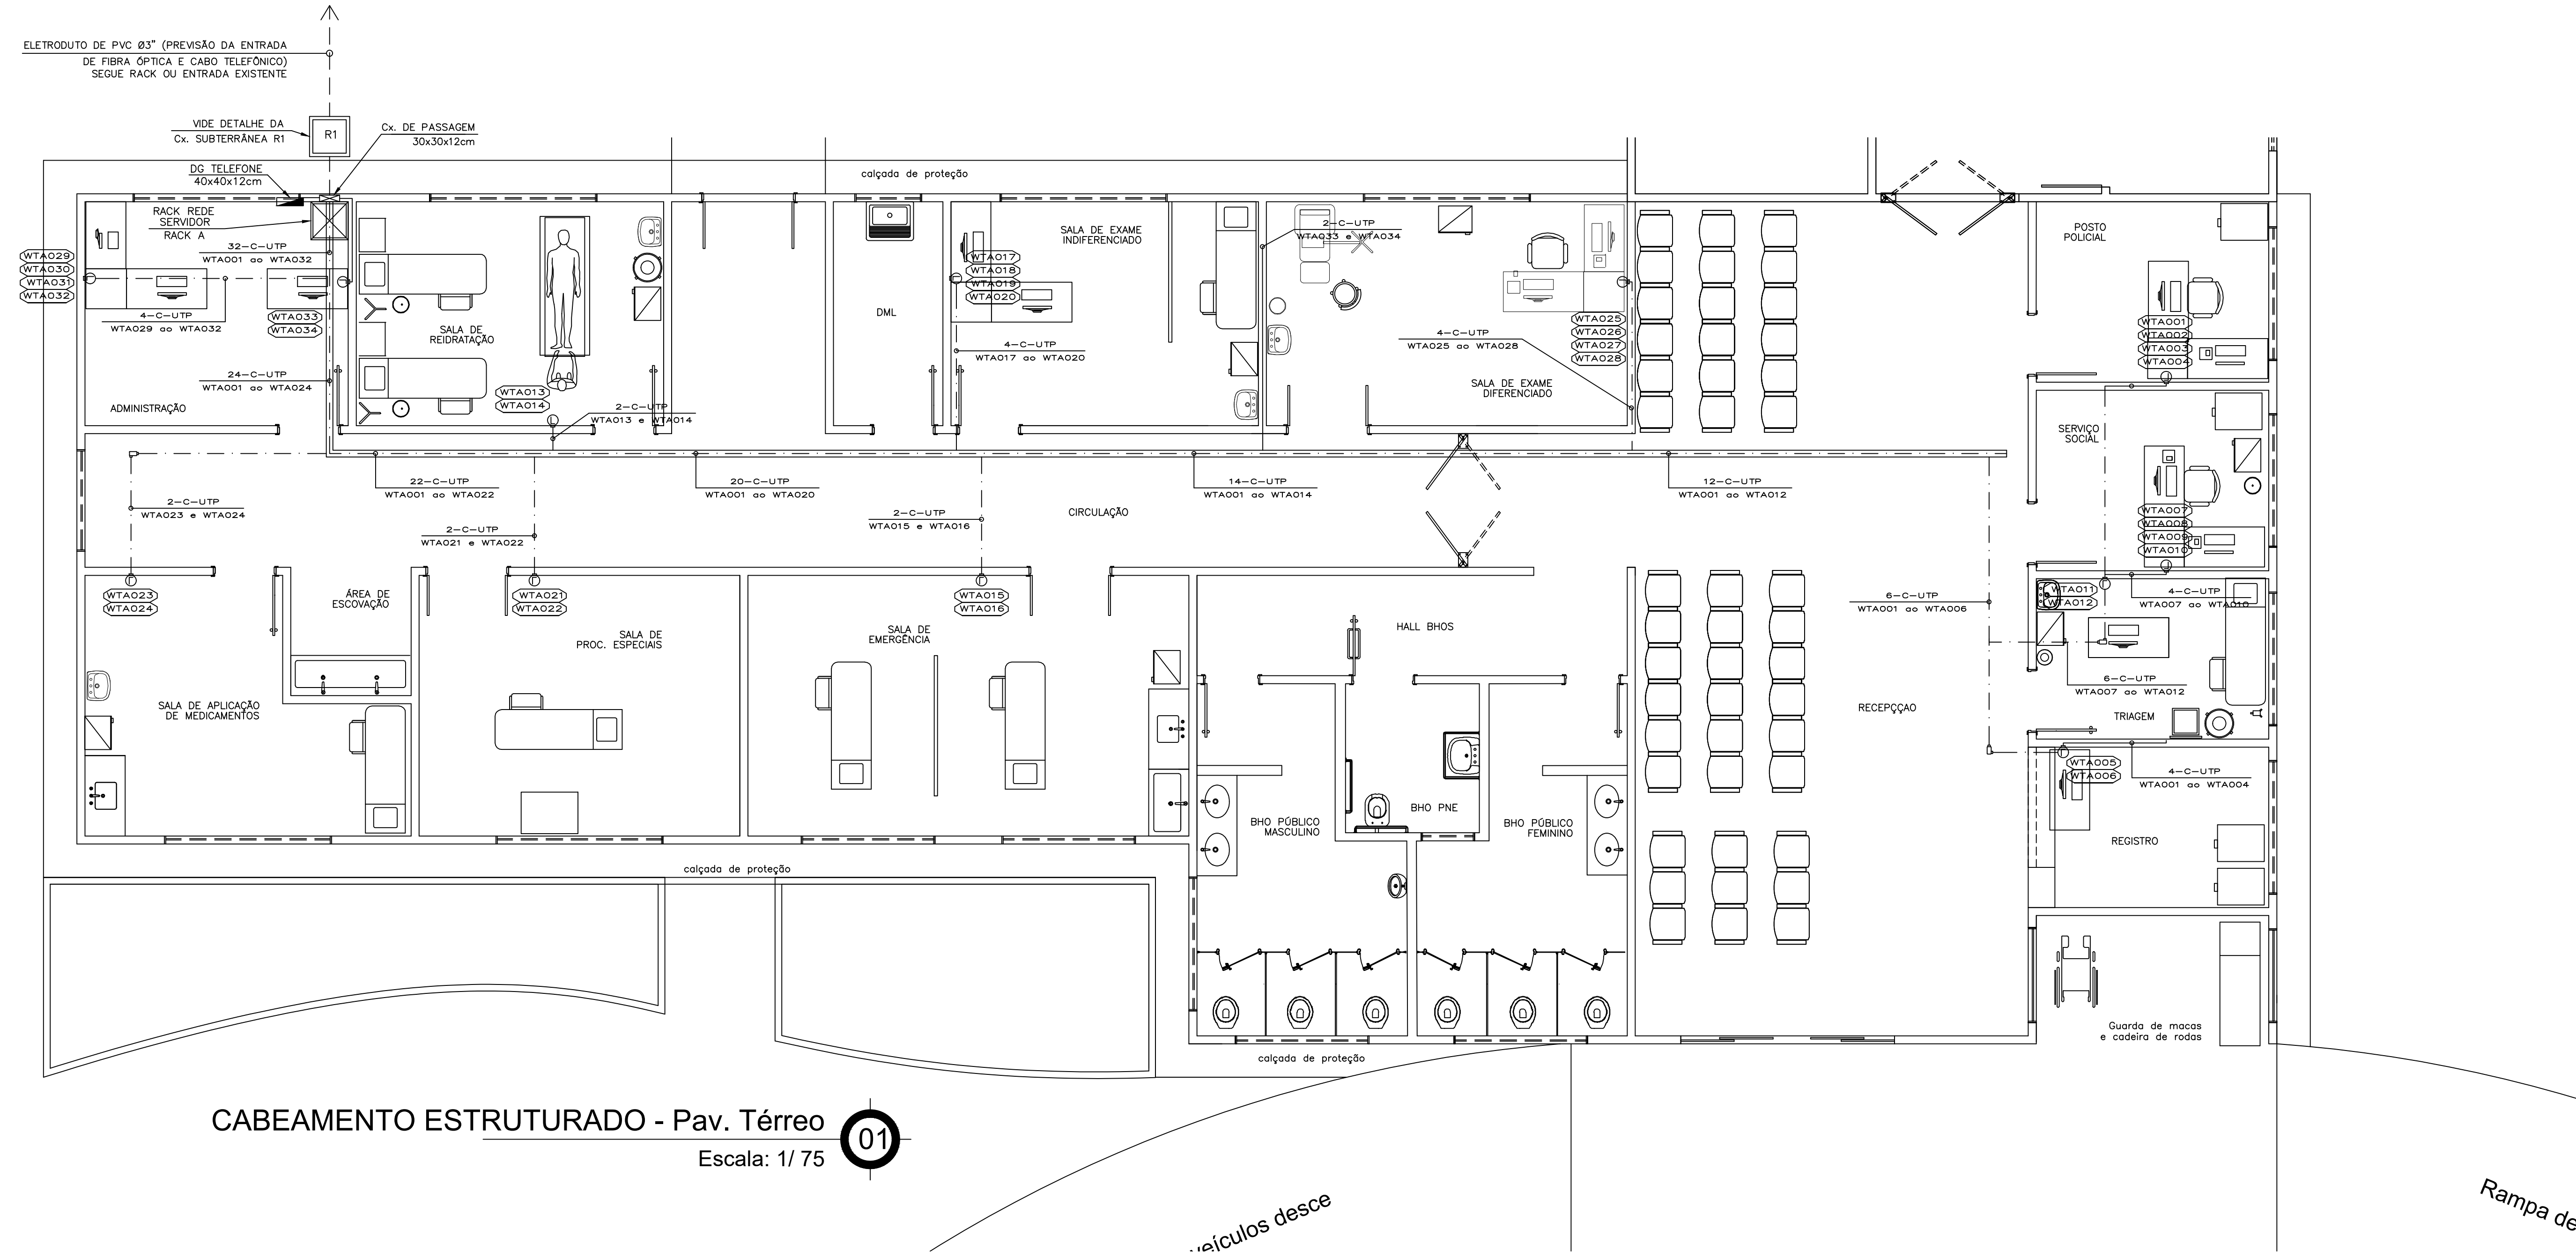 ELETRODUTO DE PVC Ø3" (PREVISÃO DA ENTRADA
DE FIBRA ÓPTICA E CABO TELEFÔNICO)
SEGUE RACK OU ENTRADA EXISTENTE
VIDE DETALHE DA
Cx. SUBTERRÂNEA R1
R1
Cx. DE PASSAGEM
30x30x12cm
DG TELEFONE
40x40x12cm
calçada de proteção
RACK REDE
SERVIDOR
RACK A
32-C-UTP
WTA001 ao WTA032
WTA029
WTA030
WTA031
WTA032
4-C-UTP
WTA029 ao WTA032
WTA033
WTA034
24-C-UTP
WTA001 ao WTA024
ADMINISTRAÇÃO
SALA DE
REIDRATAÇÃO
WTA013
WTA014
2-C-UTP
WTA013 e WTA014
DML
SALA DE EXAME
INDIFERENCIADO
WTA017
WTA018
WTA019
WTA020
4-C-UTP
WTA017 ao WTA020
2-C-UTP
WTA033 e WTA034
4-C-UTP
WTA025 ao WTA028
WTA025
WTA026
WTA027
WTA028
SALA DE EXAME
DIFERENCIADO
POSTO
POLICIAL
WTA001
WTA002
WTA003
WTA004
SERVIÇO
SOCIAL
WTA007
WTA008
WTA009
WTA010
22-C-UTP
WTA001 ao WTA022
20-C-UTP
WTA001 ao WTA020
14-C-UTP
WTA001 ao WTA014
12-C-UTP
WTA001 ao WTA012
2-C-UTP
WTA023 e WTA024
2-C-UTP
WTA021 e WTA022
2-C-UTP
WTA015 e WTA016
CIRCULAÇÃO
WTA023
WTA024
ÁREA DE
ESCOVAÇÃO
WTA021
WTA022
WTA015
WTA016
SALA DE
PROC. ESPECIAIS
SALA DE
EMERGÊNCIA
HALL BHOS
6-C-UTP
WTA001 ao WTA006
WTA011
WTA012
4-C-UTP
WTA007 ao WTA010
6-C-UTP
WTA007 ao WTA012
TRIAGEM
SALA DE APLICAÇÃO
DE MEDICAMENTOS
RECEPÇÇAO
WTA005
WTA006
4-C-UTP
WTA001 ao WTA004
BHO PÚBLICO
MASCULINO
BHO PNE
BHO PÚBLICO
FEMININO
REGISTRO
calçada de proteção
Guarda de macas
e cadeira de rodas
calçada de proteção
CABEAMENTO ESTRUTURADO - Pav. Térreo
01
Escala: 1/ 75
veículos desce
Rampa de